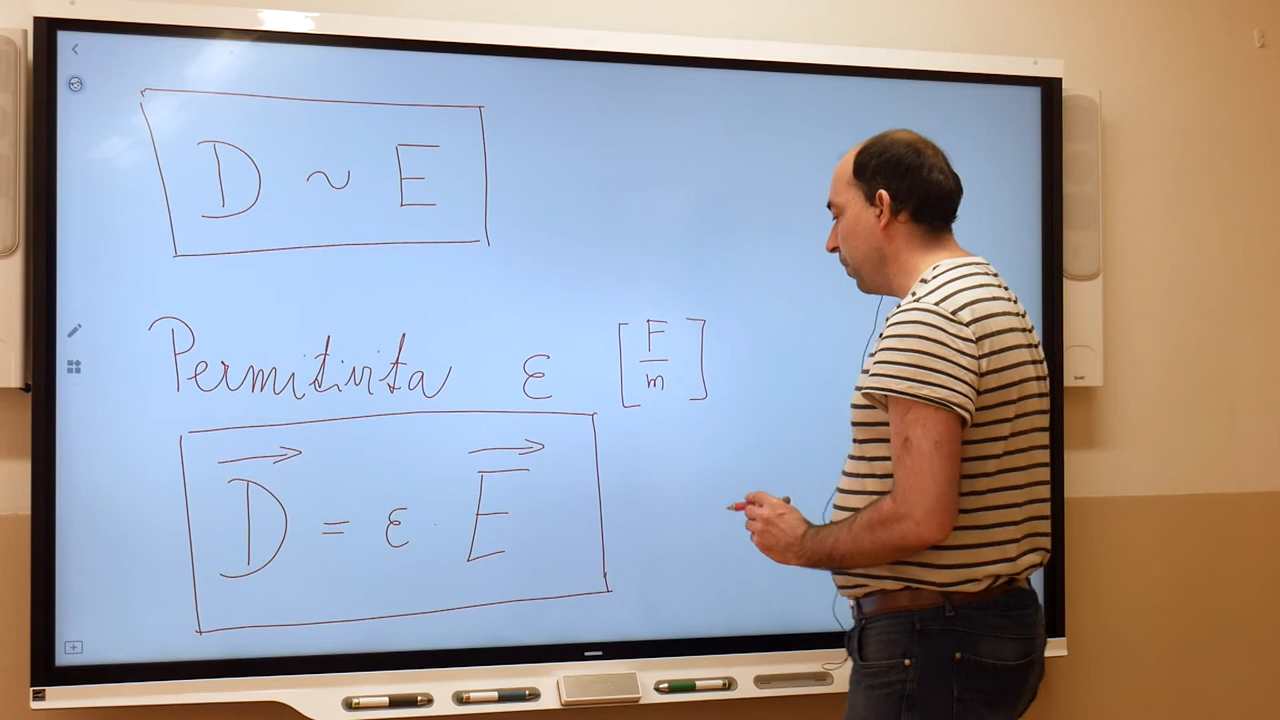 D ~ E
Permitivita ε [F/m]
D⃗ = ε · E⃗